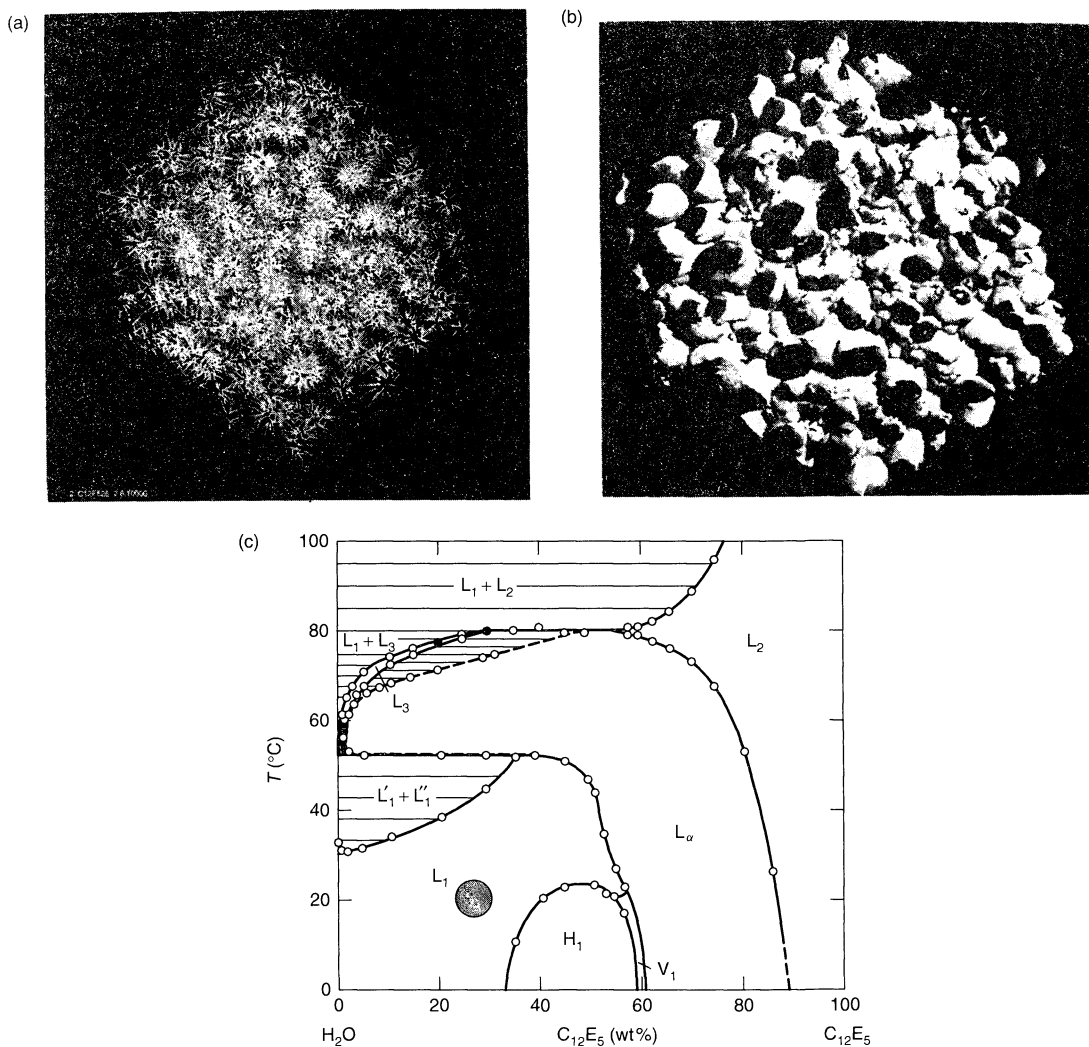 (a)
(b)
(c)
100
80
60
40
20
0
T (°C)
L₁ + L₂
L₁ + L₃
L₃
L₂
L′₁ + L″₁
L₁
Lα
H₁
V₁
0 20 40 60 80 100
H₂O C₁₂E₅ (wt%) C₁₂E₅